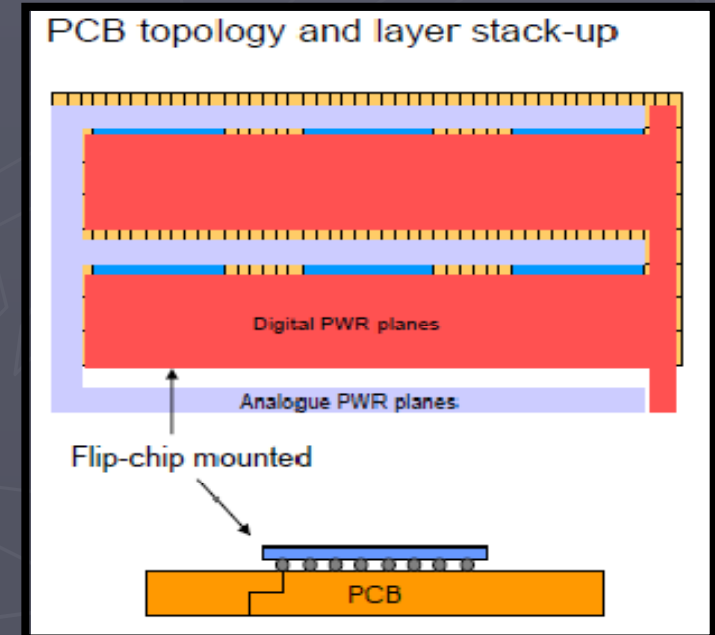 PCB topology and layer stack-up
Digital PWR planes
Analogue PWR planes
Flip-chip mounted
PCB